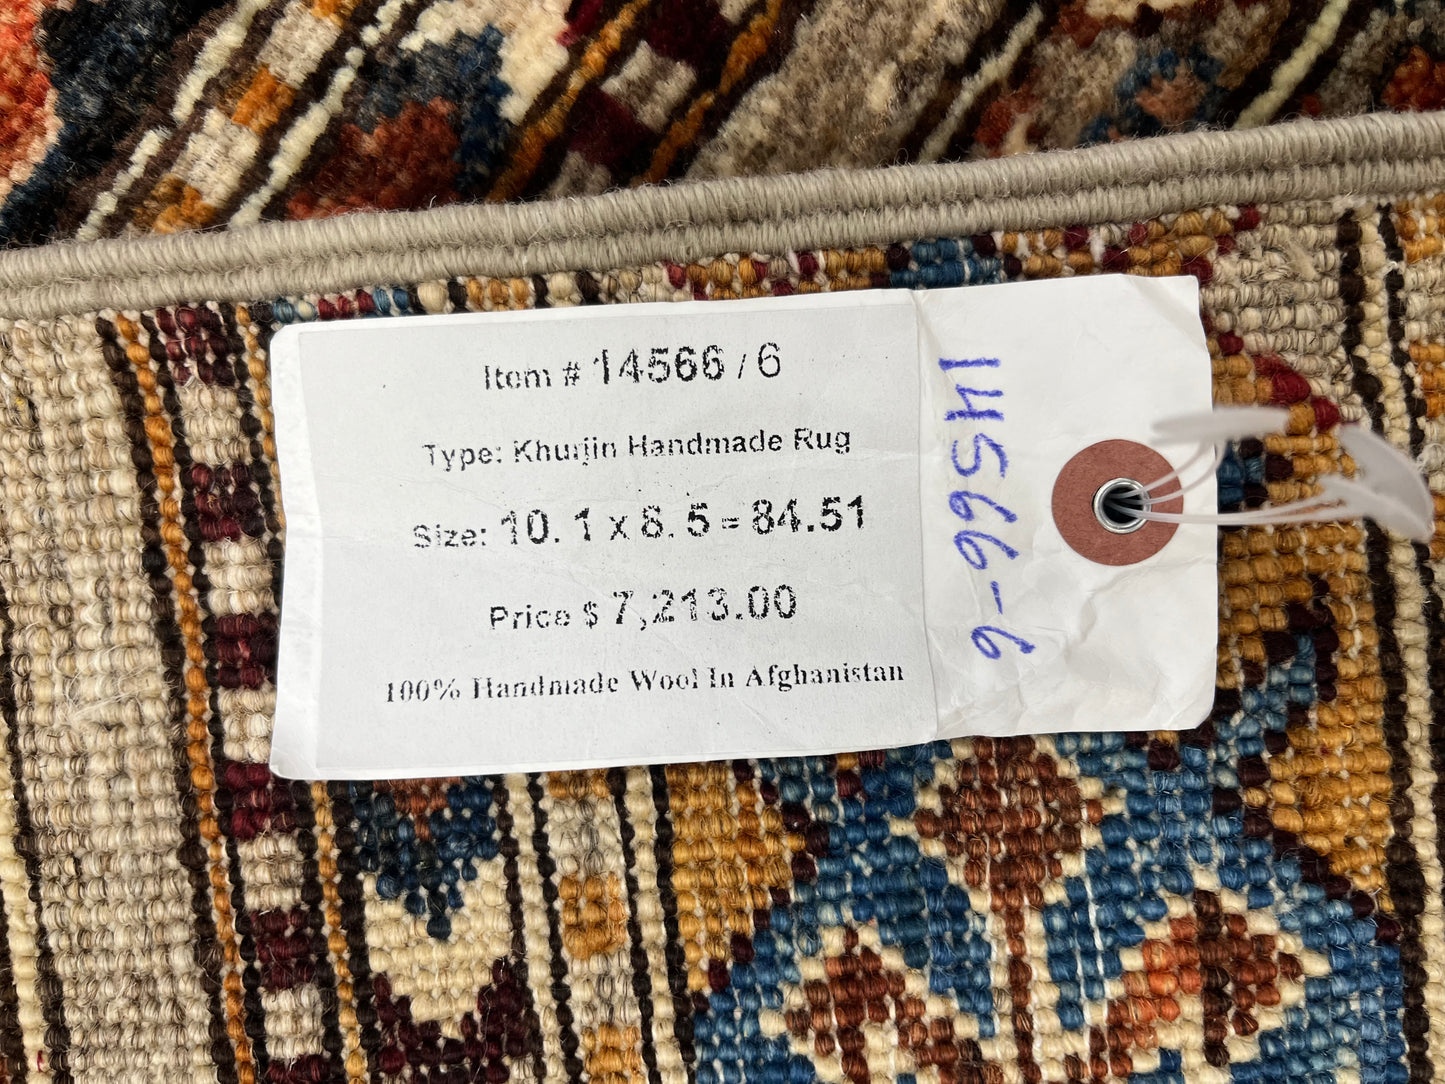 Item # 14566 / 6
Type: Khurjin Handmade Rug
Size: 10. 1 x 8. 5 = 84.51
Price $ 7,213.00
100% Handmade Wool In Afghanistan
14566-6